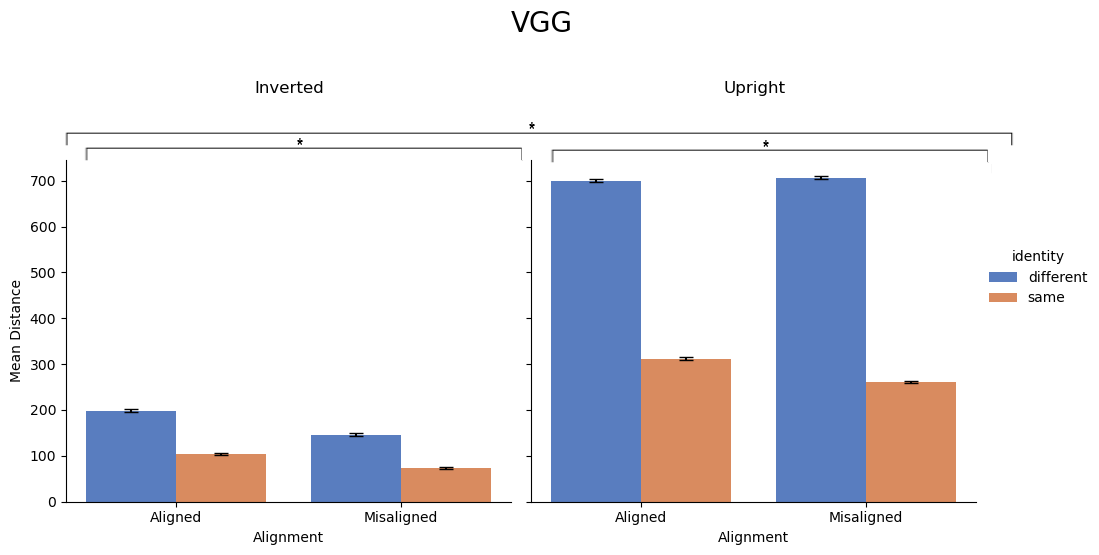 VGG
Inverted
Upright
*
*
*
700
600
500
400
300
200
100
0
Mean Distance
Aligned
Misaligned
Alignment
Aligned
Misaligned
Alignment
identity
different
same